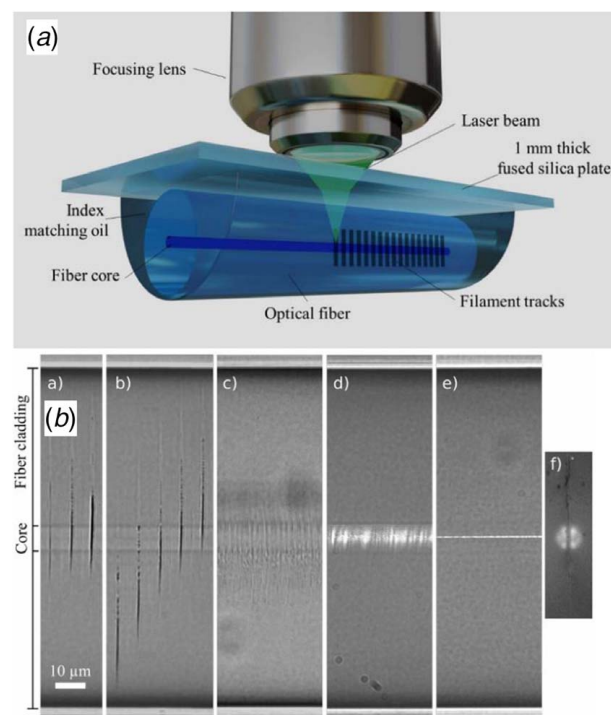 (a)
Focusing lens
Laser beam
1 mm thick
fused silica plate
Index
matching oil
Fiber core
Optical fiber
Filament tracks
(b)
Fiber cladding
Core
a)
b)
c)
d)
e)
f)
10 µm